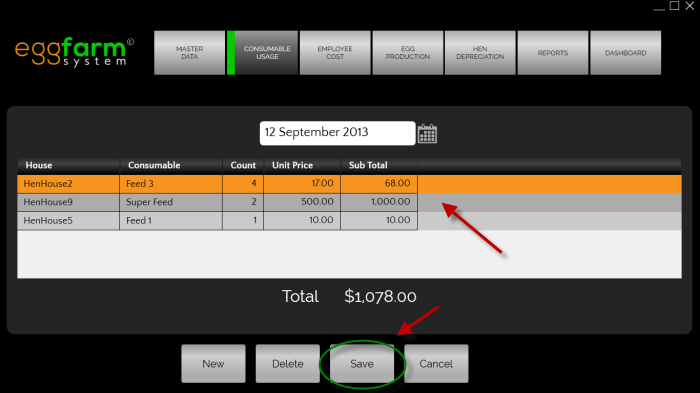 eggfarm©
system
MASTER
DATA
CONSUMABLE
USAGE
EMPLOYEE
COST
EGG
PRODUCTION
HEN
DEPRECIATION
REPORTS
DASHBOARD
12 September 2013
House Consumable Count Unit Price Sub Total
HenHouse2 Feed 3 4 17.00 68.00
HenHouse9 Super Feed 2 500.00 1,000.00
HenHouse5 Feed 1 1 10.00 10.00
Total $1,078.00
New Delete Save Cancel